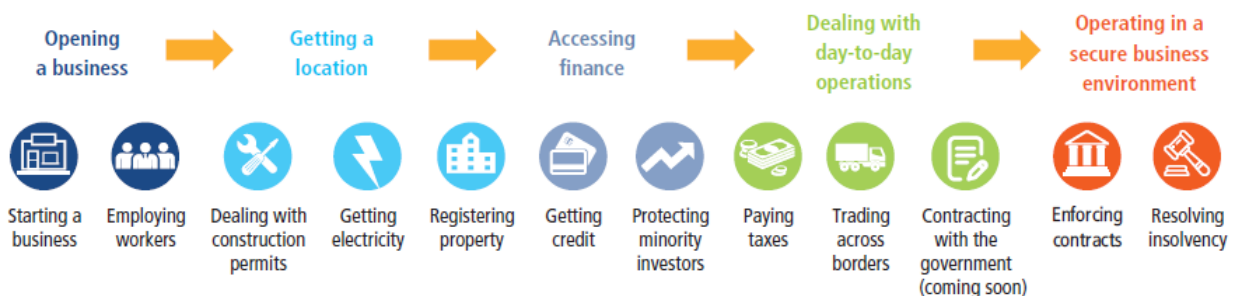 Opening
a business
Getting a
location
Accessing
finance
Dealing with
day-to-day
operations
Operating in a
secure business
environment
Starting a
business
Employing
workers
Dealing with
construction
permits
Getting
electricity
Registering
property
Getting
credit
Protecting
minority
investors
Paying
taxes
Trading
across
borders
Contracting
with the
government
(coming soon)
Enforcing
contracts
Resolving
insolvency